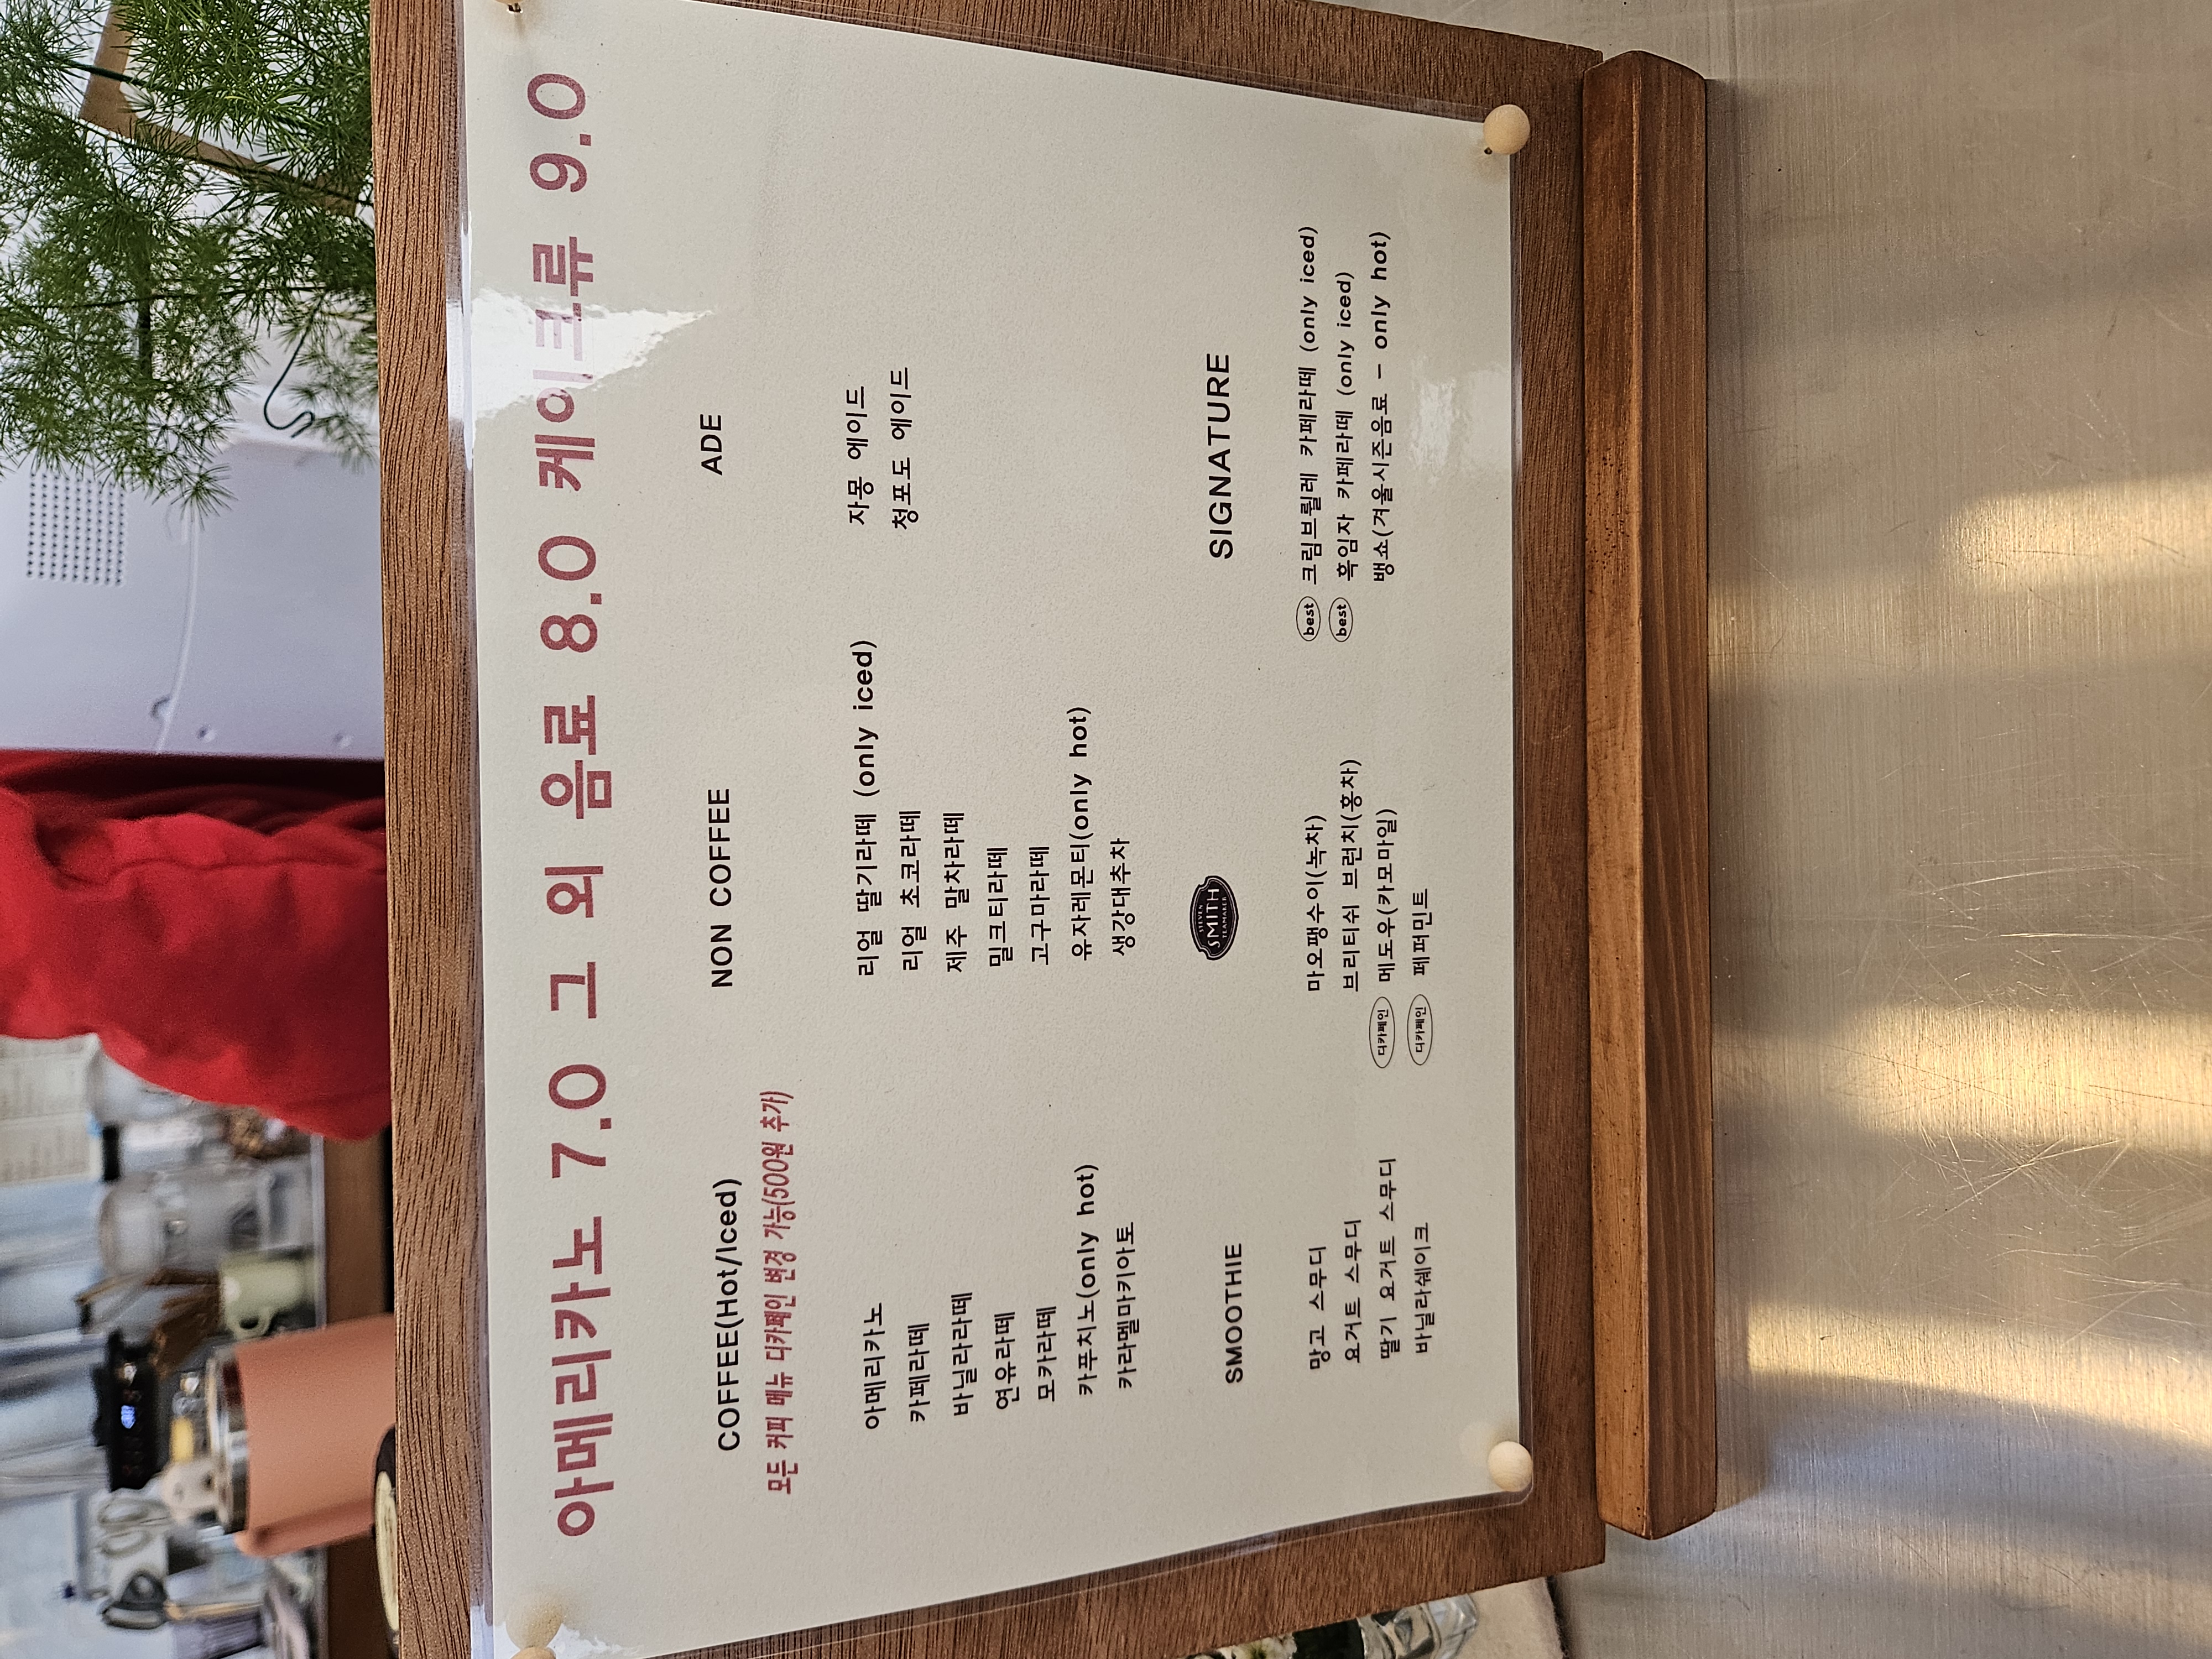 아메리카노 7.0 그 외 음료 8.0 케이크류 9.0
COFFEE(Hot/Iced)
모든 커피 메뉴 디카페인 변경 가능(500원 추가)
아메리카노
카페라떼
바닐라라떼
연유라떼
모카라떼
카푸치노(only hot)
카라멜마키아토
NON COFFEE
리얼 딸기라떼 (only iced)
리얼 초코라떼
제주 말차라떼
밀크티라떼
고구마라떼
유자레몬티(only hot)
생강대추차
ADE
자몽 에이드
청포도 에이드
SMOOTHIE
망고 스무디
요거트 스무디
딸기 요거트 스무디
바닐라쉐이크
STEVEN
SMITH
TEAMAKER
마오팽수이(녹차)
브리티쉬 브런치(홍차)
디카페인 메도우(카모마일)
디카페인 페퍼민트
SIGNATURE
best 크림브륄레 카페라떼 (only iced)
best 흑임자 카페라떼 (only iced)
뱅쇼(겨울시즌음료 - only hot)